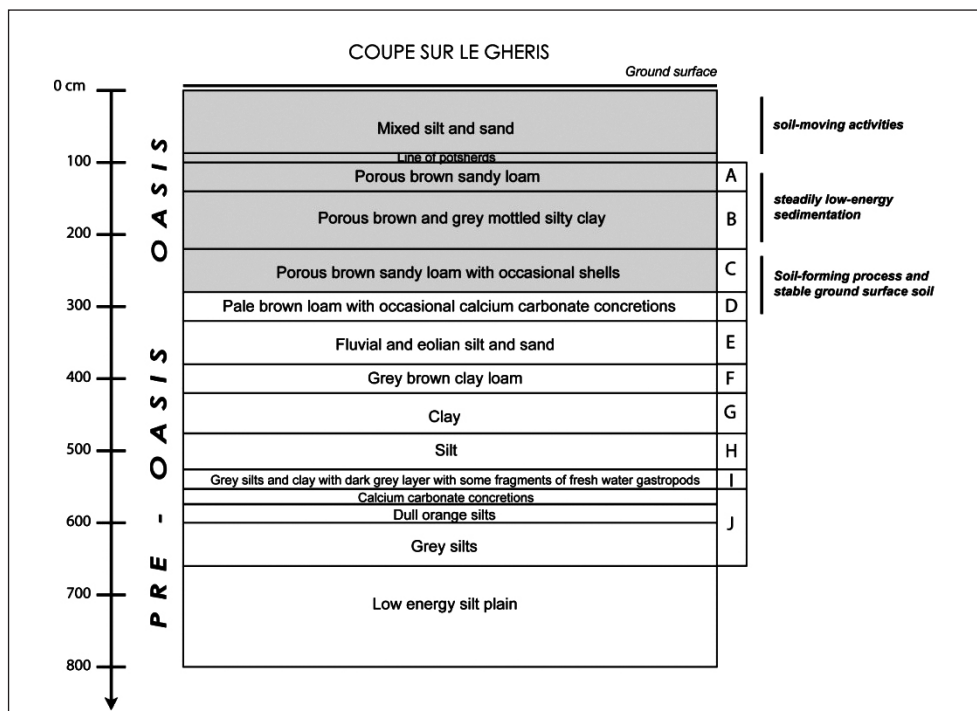 COUPE SUR LE GHERIS
Ground surface
0 cm
Mixed silt and sand
soil-moving activities
Line of potsherds
100
Porous brown sandy loam
A
steadily low-energy
sedimentation
Porous brown and grey mottled silty clay
B
200
Porous brown sandy loam with occasional shells
C
Soil-forming process and
stable ground surface soil
300
Pale brown loam with occasional calcium carbonate concretions
D
Fluvial and eolian silt and sand
E
400
Grey brown clay loam
F
Clay
G
500
Silt
H
Grey silts and clay with dark grey layer with some fragments of fresh water gastropods
I
Calcium carbonate concretions
Dull orange silts
J
600
Grey silts
700
Low energy silt plain
800
OASIS
PRE - OASIS